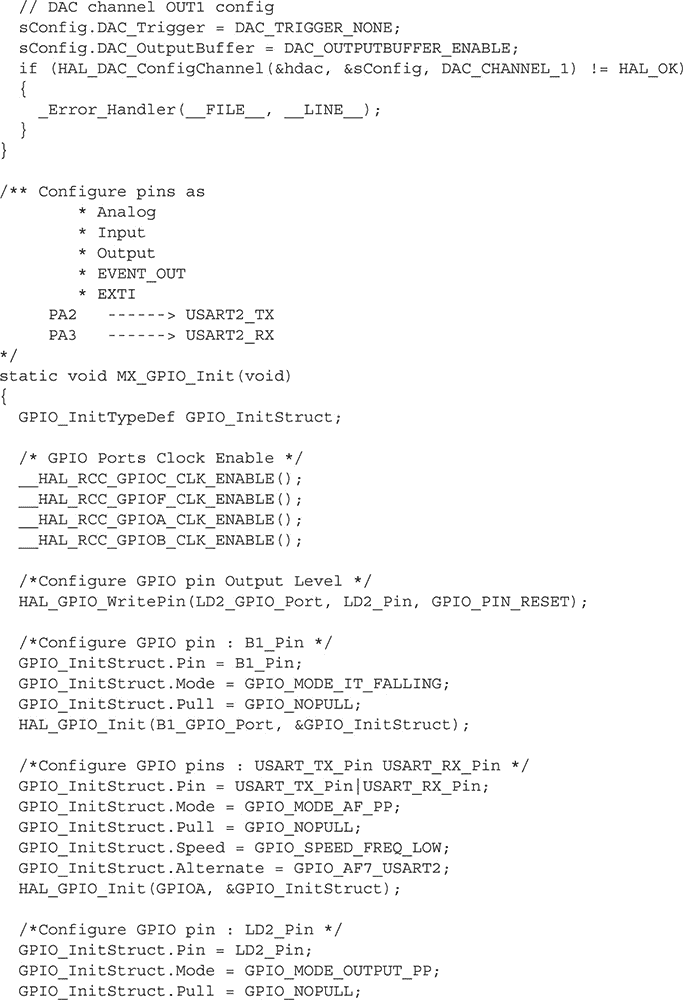 // DAC channel OUT1 config
sConfig.DAC_Trigger = DAC_TRIGGER_NONE;
sConfig.DAC_OutputBuffer = DAC_OUTPUTBUFFER_ENABLE;
if (HAL_DAC_ConfigChannel(&hdac, &sConfig, DAC_CHANNEL_1) != HAL_OK)
{
_Error_Handler(__FILE__, __LINE__);
}
}
/** Configure pins as
* Analog
* Input
* Output
* EVENT_OUT
* EXTI
PA2 ------> USART2_TX
PA3 ------> USART2_RX
*/
static void MX_GPIO_Init(void)
{
GPIO_InitTypeDef GPIO_InitStruct;
/* GPIO Ports Clock Enable */
__HAL_RCC_GPIOC_CLK_ENABLE();
__HAL_RCC_GPIOF_CLK_ENABLE();
__HAL_RCC_GPIOA_CLK_ENABLE();
__HAL_RCC_GPIOB_CLK_ENABLE();
/*Configure GPIO pin Output Level */
HAL_GPIO_WritePin(LD2_GPIO_Port, LD2_Pin, GPIO_PIN_RESET);
/*Configure GPIO pin : B1_Pin */
GPIO_InitStruct.Pin = B1_Pin;
GPIO_InitStruct.Mode = GPIO_MODE_IT_FALLING;
GPIO_InitStruct.Pull = GPIO_NOPULL;
HAL_GPIO_Init(B1_GPIO_Port, &GPIO_InitStruct);
/*Configure GPIO pins : USART_TX_Pin USART_RX_Pin */
GPIO_InitStruct.Pin = USART_TX_Pin|USART_RX_Pin;
GPIO_InitStruct.Mode = GPIO_MODE_AF_PP;
GPIO_InitStruct.Pull = GPIO_NOPULL;
GPIO_InitStruct.Speed = GPIO_SPEED_FREQ_LOW;
GPIO_InitStruct.Alternate = GPIO_AF7_USART2;
HAL_GPIO_Init(GPIOA, &GPIO_InitStruct);
/*Configure GPIO pin : LD2_Pin */
GPIO_InitStruct.Pin = LD2_Pin;
GPIO_InitStruct.Mode = GPIO_MODE_OUTPUT_PP;
GPIO_InitStruct.Pull = GPIO_NOPULL;